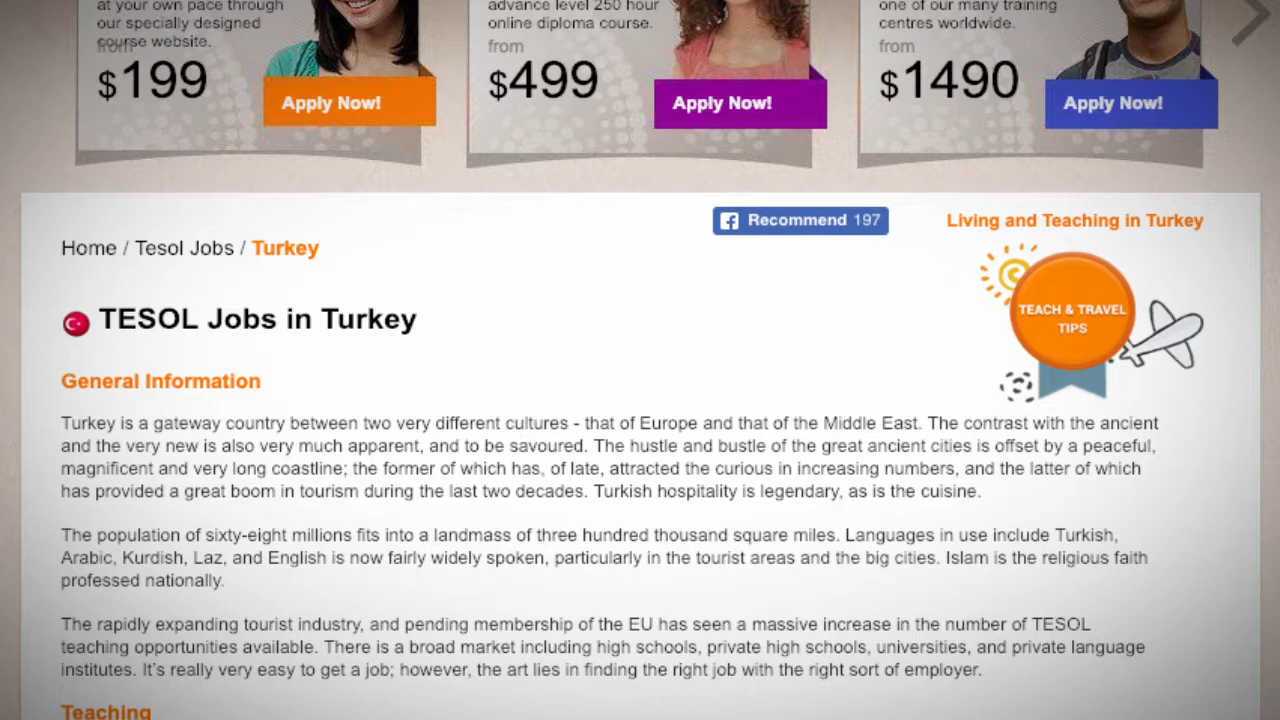 at your own pace through
our specially designed
course website.
from
$199
Apply Now!
advance level 250 hour
online diploma course.
from
$499
Apply Now!
one of our many training
centres worldwide.
from
$1490
Apply Now!
Recommend 197
Living and Teaching in Turkey
Home / Tesol Jobs / Turkey
TEACH & TRAVEL
TIPS
TESOL Jobs in Turkey
General Information
Turkey is a gateway country between two very different cultures - that of Europe and that of the Middle East. The contrast with the ancient
and the very new is also very much apparent, and to be savoured. The hustle and bustle of the great ancient cities is offset by a peaceful,
magnificent and very long coastline; the former of which has, of late, attracted the curious in increasing numbers, and the latter of which
has provided a great boom in tourism during the last two decades. Turkish hospitality is legendary, as is the cuisine.
The population of sixty-eight millions fits into a landmass of three hundred thousand square miles. Languages in use include Turkish,
Arabic, Kurdish, Laz, and English is now fairly widely spoken, particularly in the tourist areas and the big cities. Islam is the religious faith
professed nationally.
The rapidly expanding tourist industry, and pending membership of the EU has seen a massive increase in the number of TESOL
teaching opportunities available. There is a broad market including high schools, private high schools, universities, and private language
institutes. It's really very easy to get a job; however, the art lies in finding the right job with the right sort of employer.
Teaching